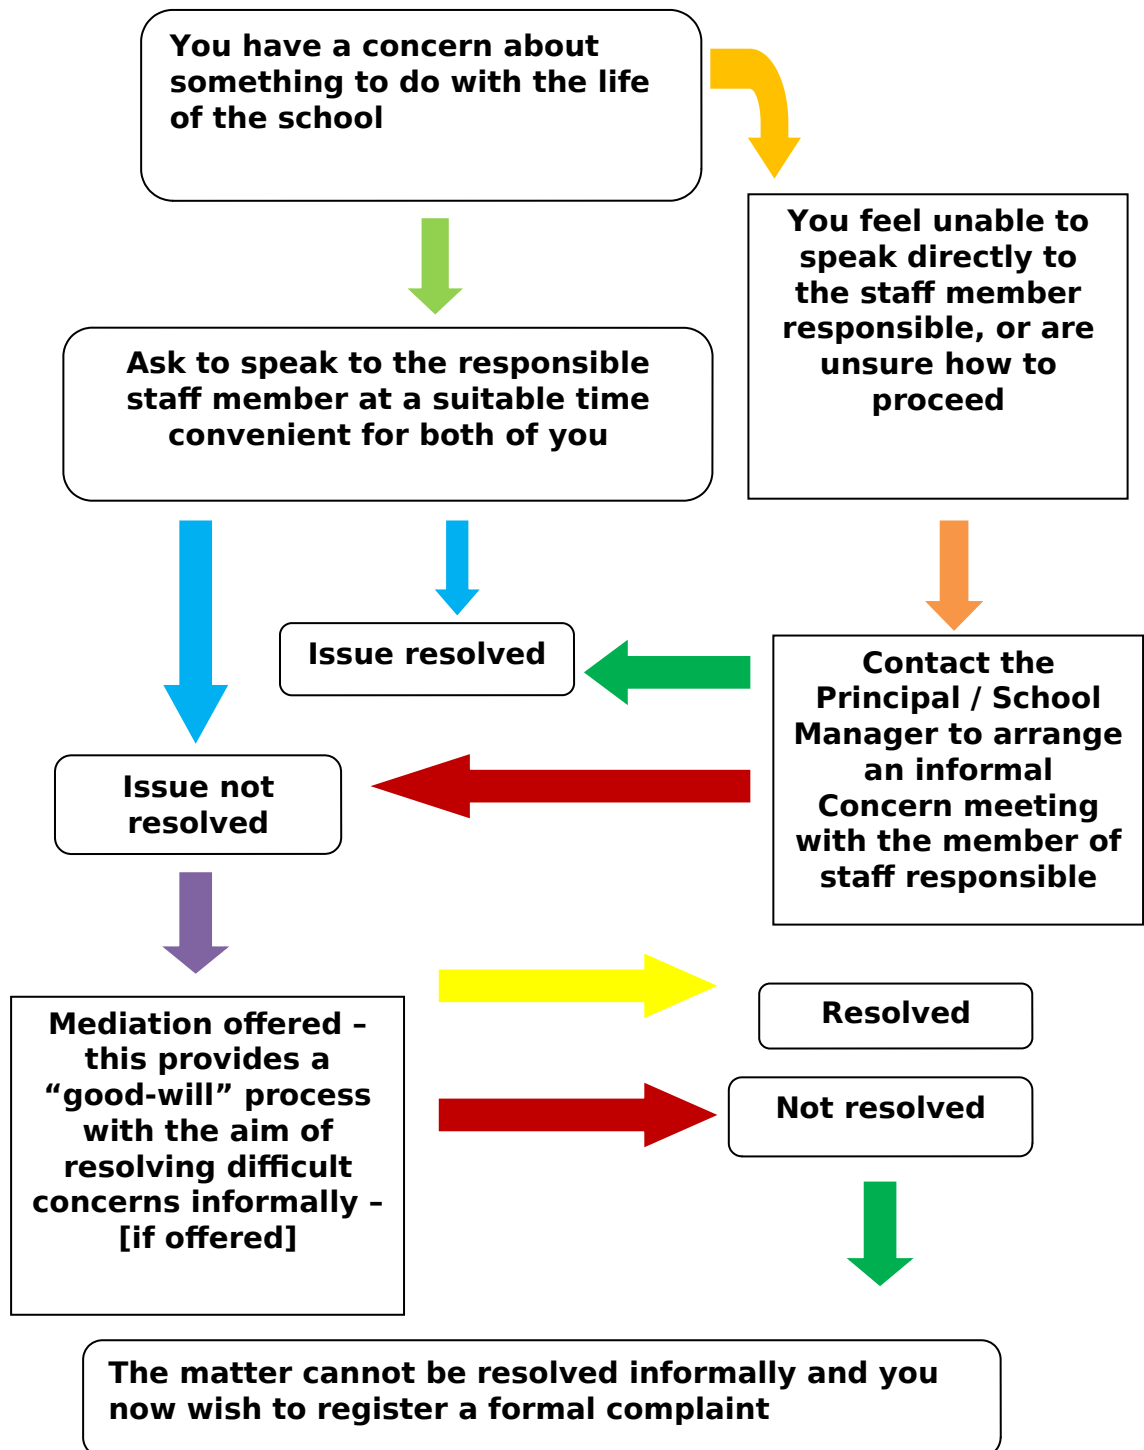 You have a concern about
something to do with the life
of the school
You feel unable to
speak directly to
the staff member
responsible, or are
unsure how to
proceed
Ask to speak to the responsible
staff member at a suitable time
convenient for both of you
Issue resolved
Contact the
Principal / School
Manager to arrange
an informal
Concern meeting
with the member of
staff responsible
Issue not
resolved
Mediation offered –
this provides a
“good-will” process
with the aim of
resolving difficult
concerns informally –
[if offered]
Resolved
Not resolved
The matter cannot be resolved informally and you
now wish to register a formal complaint